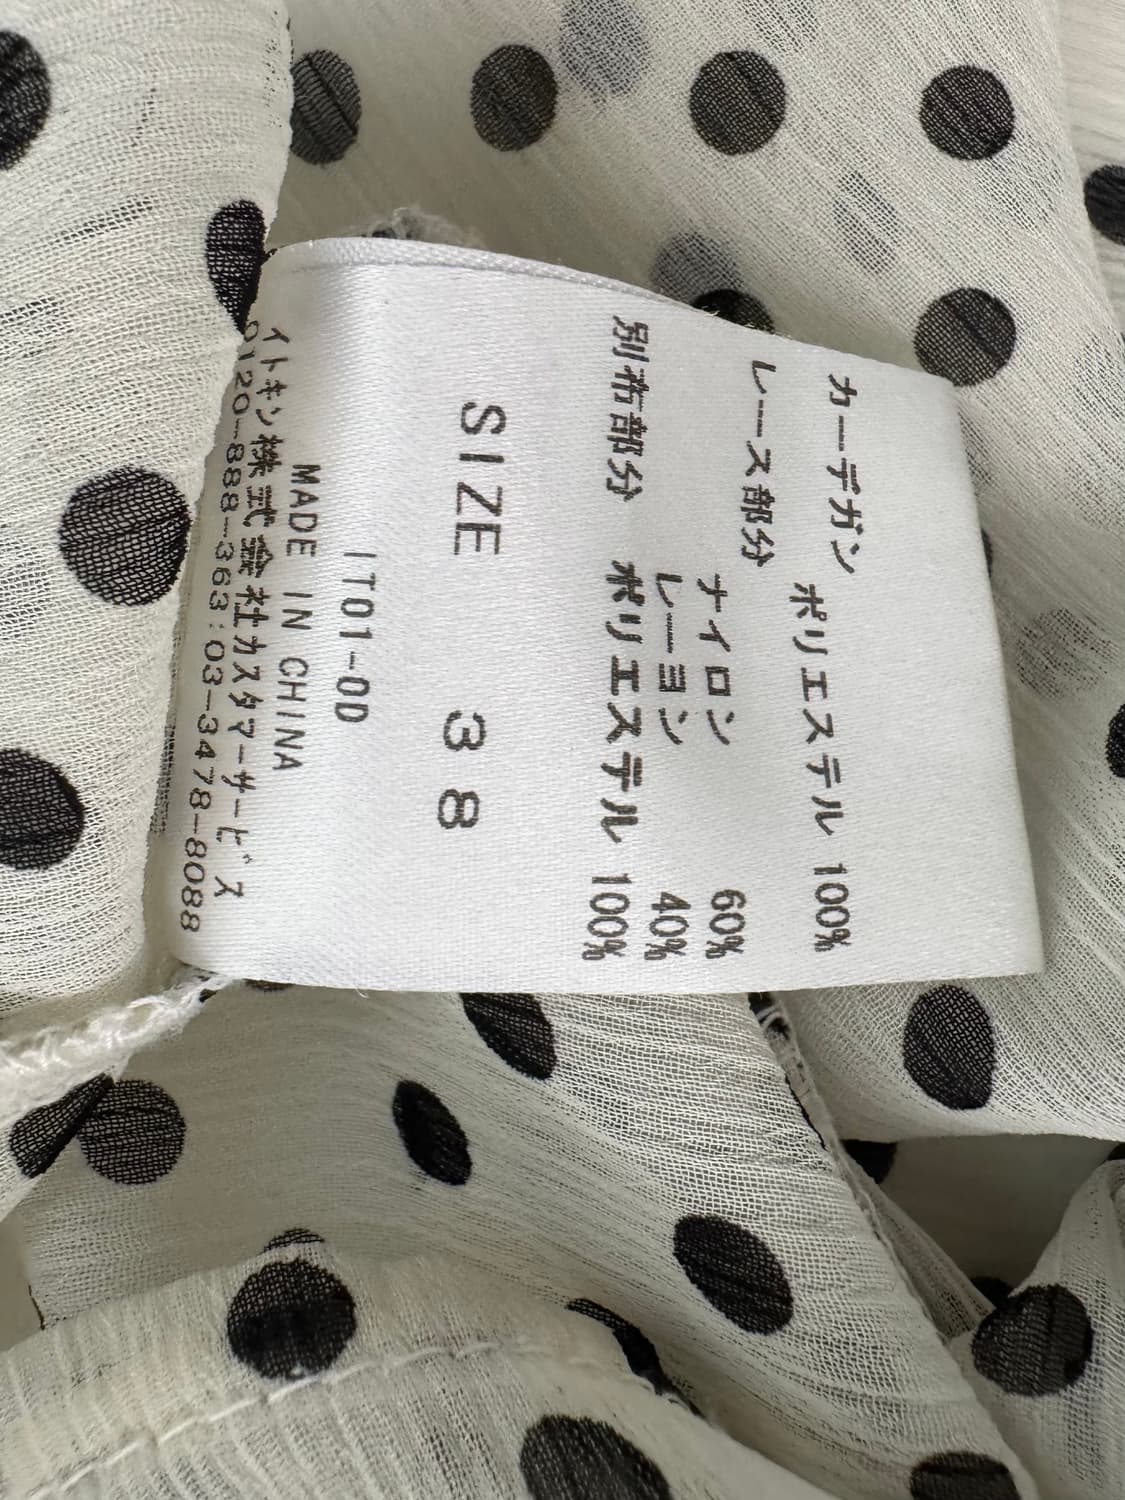 カーデガン
ポリエステル 100%
レース部分
ナイロン 60%
レーヨン 40%
別布部分 ポリエステル 100%
SIZE 38
IT01-0D
MADE IN CHINA
イトキン株式会社カスタマーサービス
0120-888-363:03-3478-8088